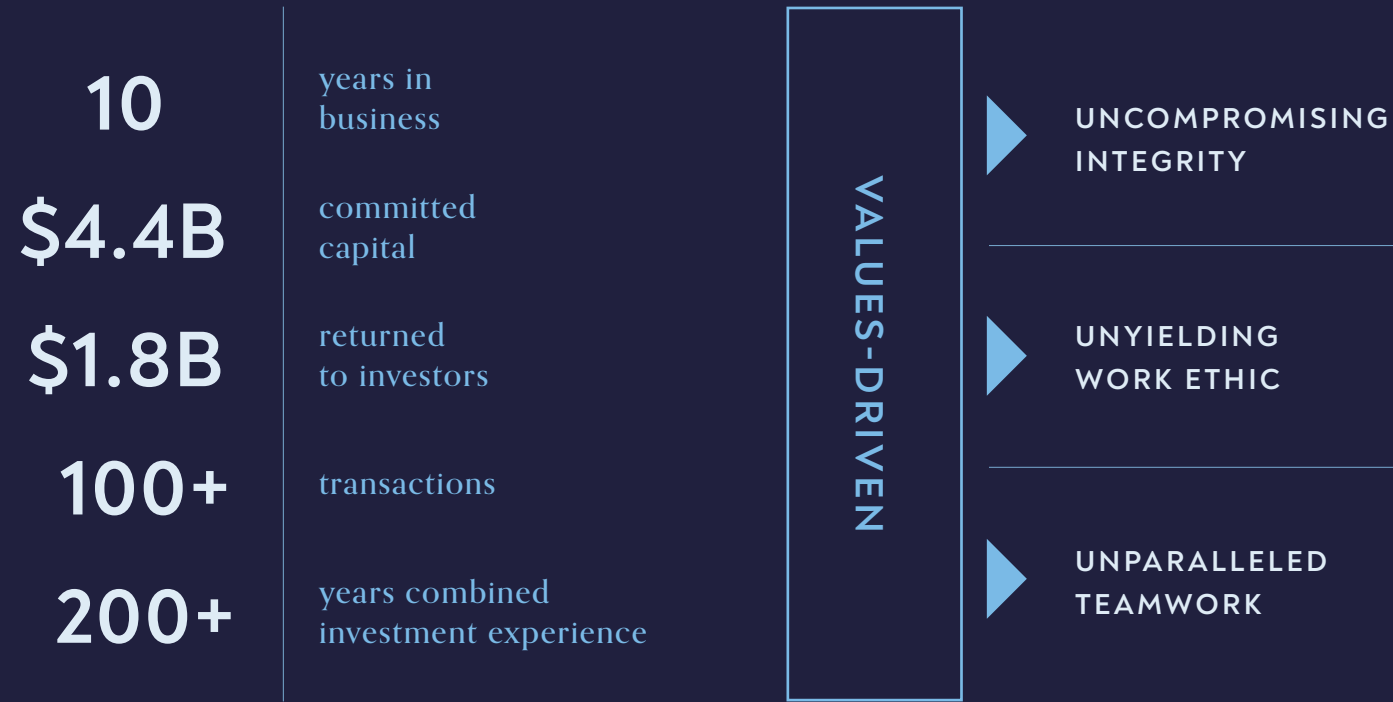 10
years in
business
$4.4B
committed
capital
$1.8B
returned
to investors
100+
transactions
200+
years combined
investment experience
VALUES-DRIVEN
UNCOMPROMISING
INTEGRITY
UNYIELDING
WORK ETHIC
UNPARALLELED
TEAMWORK